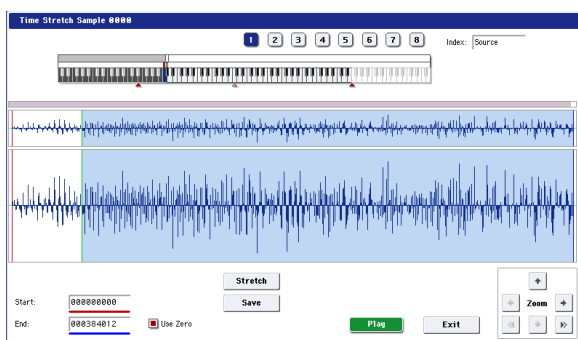 Time Stretch Sample 0000
1 2 3 4 5 6 7 8 Index: Source
Stretch
Start: 000000000 Save Zoom
End: 000384012 Use Zero Play Exit